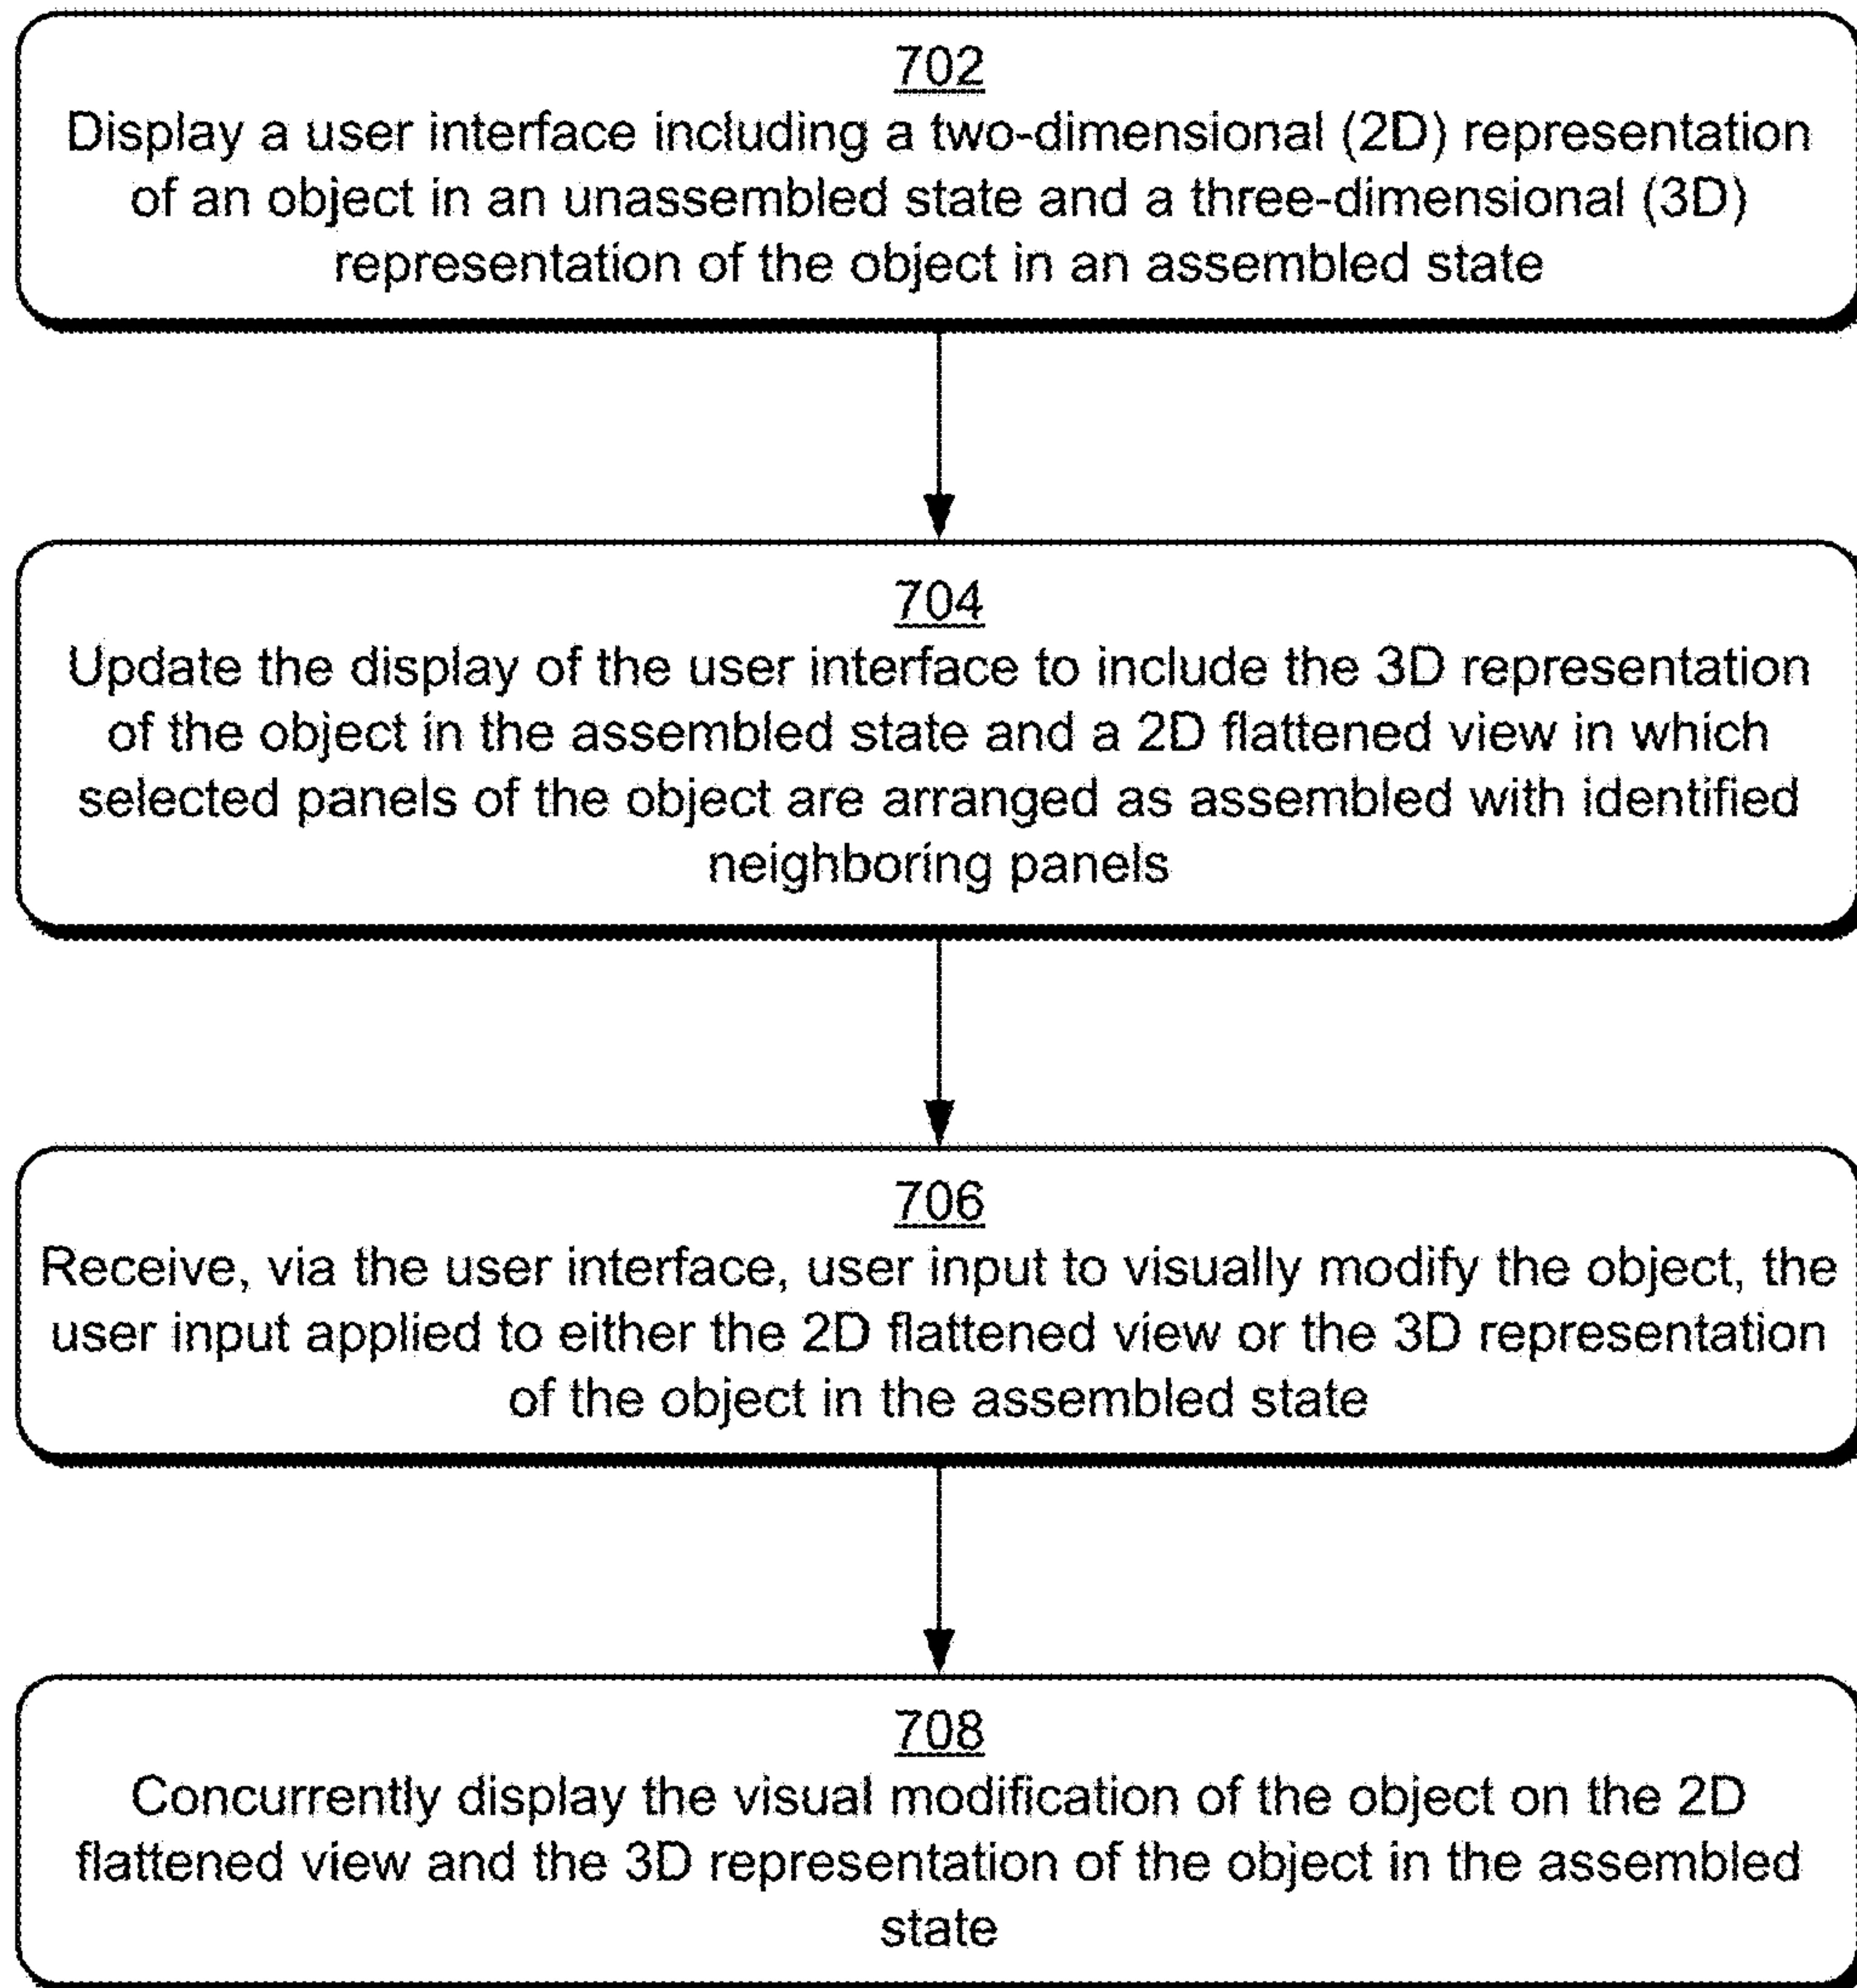 702
Display a user interface including a two-dimensional (2D) representation
of an object in an unassembled state and a three-dimensional (3D)
representation of the object in an assembled state
704
Update the display of the user interface to include the 3D representation
of the object in the assembled state and a 2D flattened view in which
selected panels of the object are arranged as assembled with identified
neighboring panels
706
Receive, via the user interface, user input to visually modify the object, the
user input applied to either the 2D flattened view or the 3D representation
of the object in the assembled state
708
Concurrently display the visual modification of the object on the 2D
flattened view and the 3D representation of the object in the assembled
state